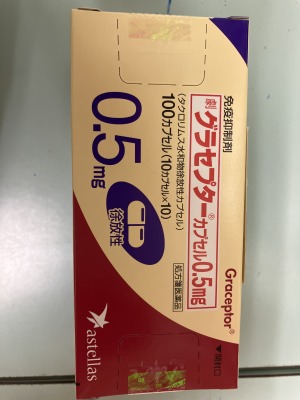 免疫抑制剤
Graceptor®
劇 グラセプター®カプセル0.5mg
(タクロリムス水和物徐放性カプセル)
100カプセル(10カプセル×10)
処方箋医薬品
0.5mg
徐放性
astellas
▼開封口